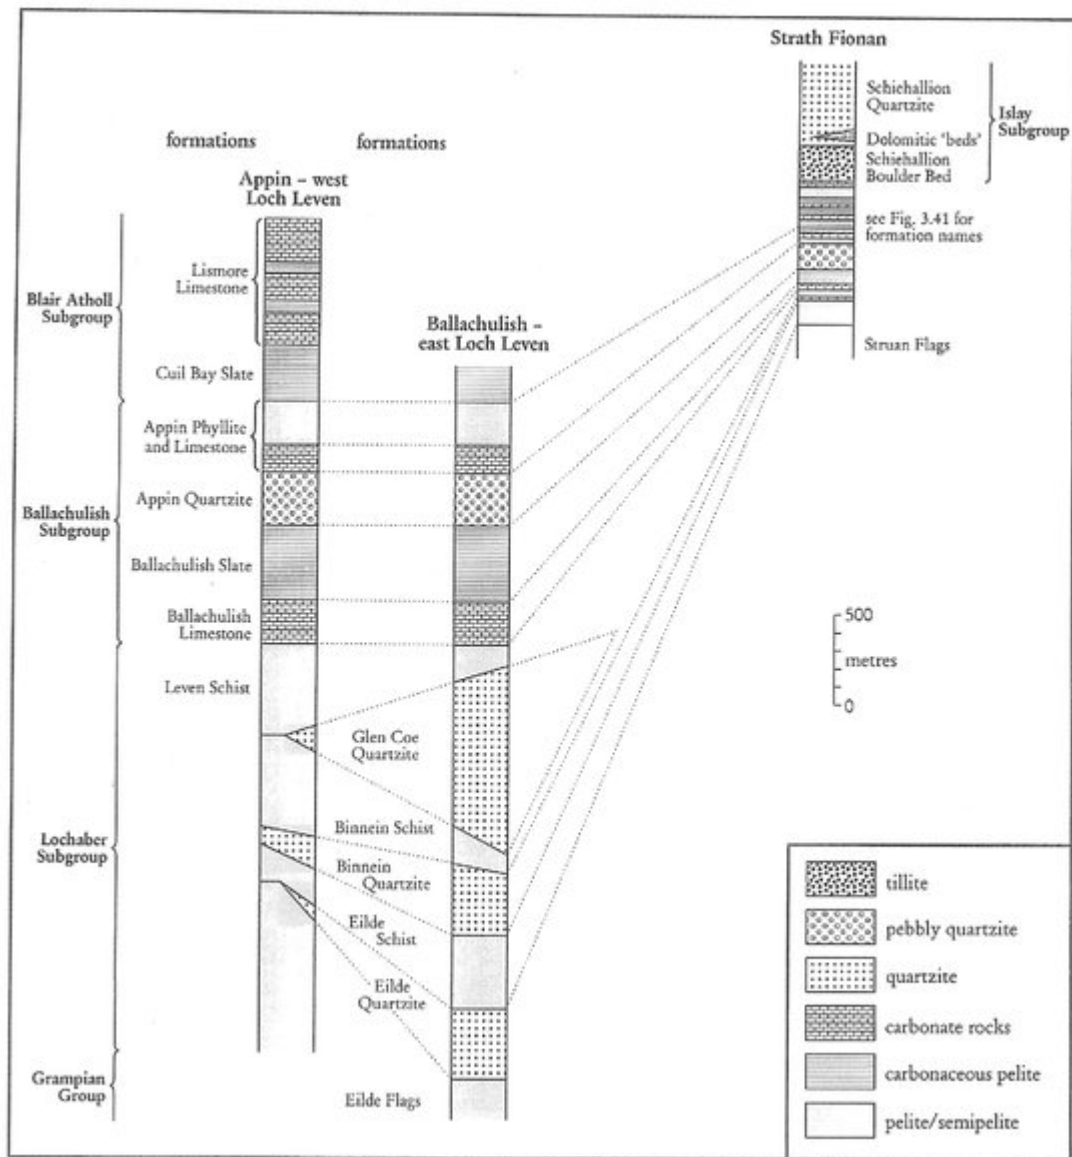 Strath Fionan
Schiehallion
Quartzite
Dolomitic 'beds'
Schiehallion
Boulder Bed
Islay
Subgroup
see Fig. 3.41 for
formation names
Struan Flags
formations
formations
Appin – west
Loch Leven
Ballachulish –
east Loch Leven
Blair Atholl
Subgroup
Lismore
Limestone
Cuil Bay Slate
Ballachulish
Subgroup
Appin Phyllite
and Limestone
Appin Quartzite
Ballachulish Slate
Ballachulish
Limestone
Lochaber
Subgroup
Leven Schist
Glen Coe
Quartzite
Binnein Schist
Binnein
Quartzite
Eilde
Schist
Eilde
Quartzite
Grampian
Group
Eilde Flags
500
metres
0
tillite
pebbly quartzite
quartzite
carbonate rocks
carbonaceous pelite
pelite/semipelite